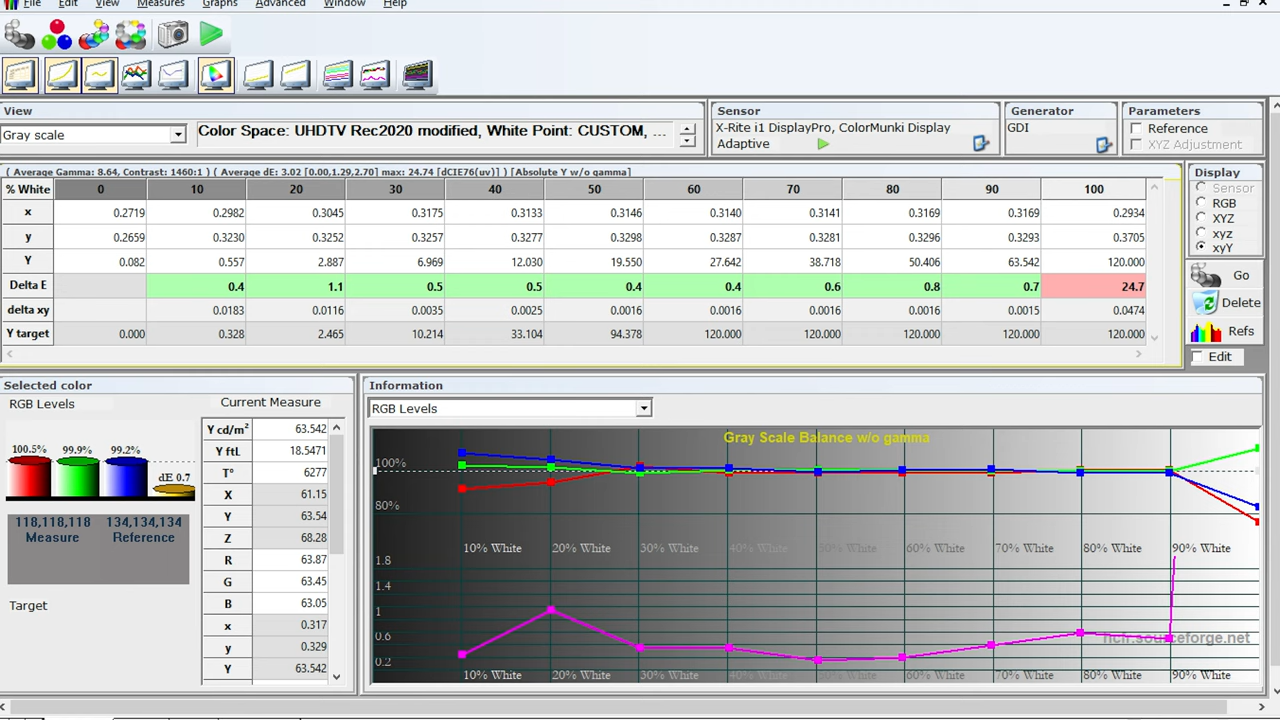 File Edit View Measures Graphs Advanced Window Help
View
Gray scale
Color Space: UHDTV Rec2020 modified, White Point: CUSTOM, ...
Sensor
X-Rite i1 DisplayPro, ColorMunki Display
Adaptive
Generator
GDI
Parameters
Reference
XYZ Adjustment
( Average Gamma: 8.64, Contrast: 1460:1 ) ( Average dE: 3.02 [0.00,1.29,2.70] max: 24.74 [dCIE76(uv)] ) [Absolute Y w/o gamma]
% White 0 10 20 30 40 50 60 70 80 90 100
x 0.2719 0.2982 0.3045 0.3175 0.3133 0.3146 0.3140 0.3141 0.3169 0.3169 0.2934
y 0.2659 0.3230 0.3252 0.3257 0.3277 0.3298 0.3287 0.3281 0.3296 0.3293 0.3705
Y 0.082 0.557 2.887 6.969 12.030 19.550 27.642 38.718 50.406 63.542 120.000
Delta E 0.4 1.1 0.5 0.5 0.4 0.4 0.6 0.8 0.7 24.7
delta xy 0.0183 0.0116 0.0035 0.0025 0.0016 0.0016 0.0016 0.0016 0.0015 0.0474
Y target 0.000 0.328 2.465 10.214 33.104 94.378 120.000 120.000 120.000 120.000 120.000
Display
Sensor
RGB
XYZ
xyz
xyY
Go
Delete
Refs
Edit
Selected color
RGB Levels
100.5% 99.9% 99.2%
dE 0.7
118,118,118 134,134,134
Measure Reference
Target
Current Measure
Y cd/m² 63.542
Y ftL 18.5471
T° 6277
X 61.15
Y 63.54
Z 68.28
R 63.87
G 63.45
B 63.05
x 0.317
y 0.329
Y 63.542
Information
RGB Levels
Gray Scale Balance w/o gamma
100%
80%
10% White 20% White 30% White 40% White 50% White 60% White 70% White 80% White 90% White
1.8
1.4
1
0.6
hcfr.sourceforge.net
0.2
10% White 20% White 30% White 40% White 50% White 60% White 70% White 80% White 90% White